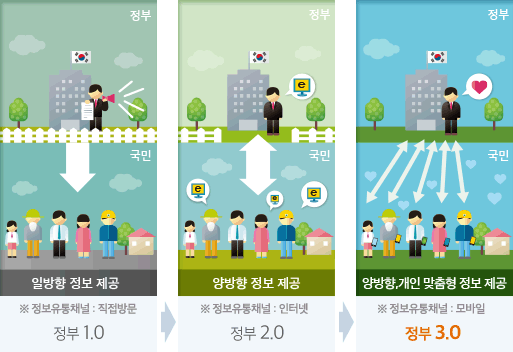 정부
국민
일방향 정보 제공
※ 정보유통채널 : 직접방문
정부 1.0
정부
e
국민
e
e
e
양방향 정보 제공
※ 정보유통채널 : 인터넷
정부 2.0
정부
국민
양방향,개인 맞춤형 정보 제공
※ 정보유통채널 : 모바일
정부 3.0